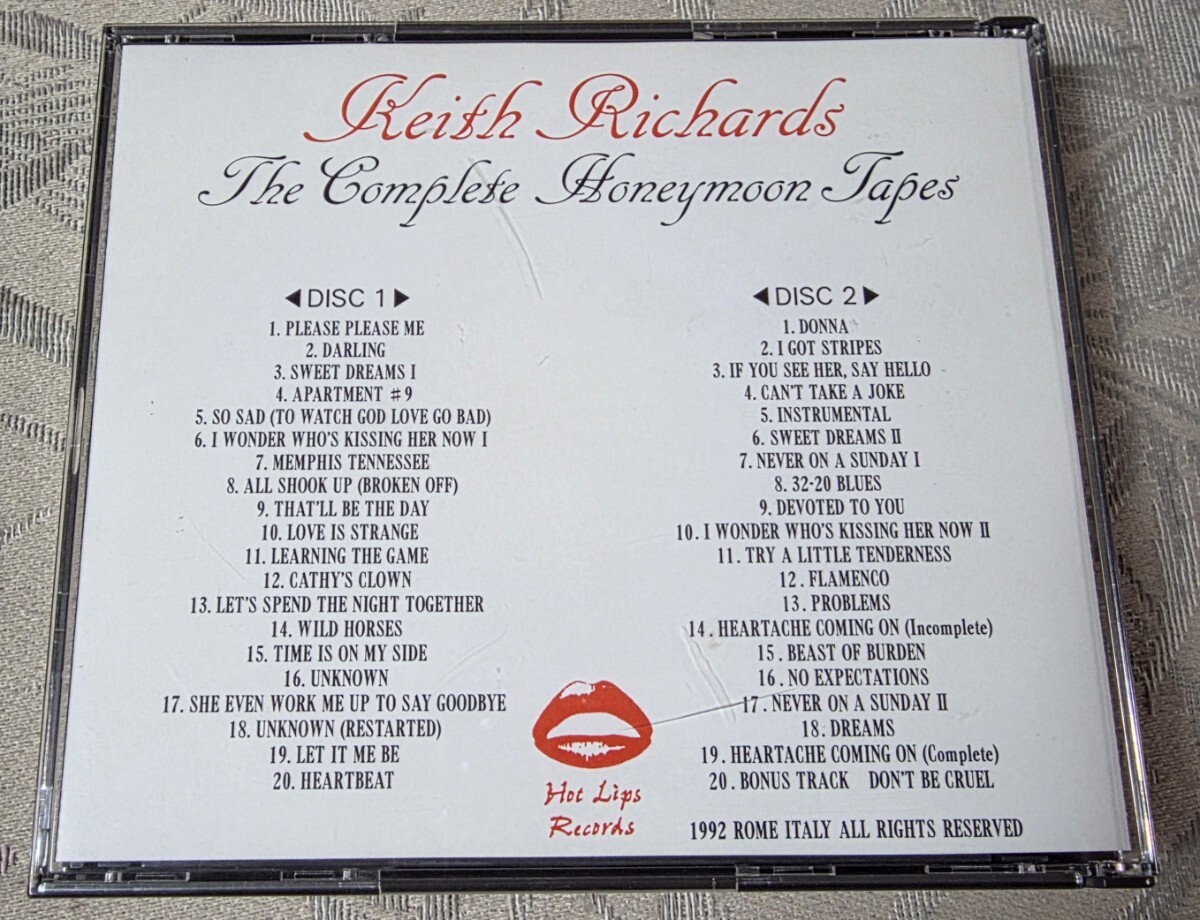 Keith Richards
The Complete Honeymoon Tapes
◀DISC 1▶
1. PLEASE PLEASE ME
2. DARLING
3. SWEET DREAMS I
4. APARTMENT #9
5. SO SAD (TO WATCH GOD LOVE GO BAD)
6. I WONDER WHO'S KISSING HER NOW I
7. MEMPHIS TENNESSEE
8. ALL SHOOK UP (BROKEN OFF)
9. THAT'LL BE THE DAY
10. LOVE IS STRANGE
11. LEARNING THE GAME
12. CATHY'S CLOWN
13. LET'S SPEND THE NIGHT TOGETHER
14. WILD HORSES
15. TIME IS ON MY SIDE
16. UNKNOWN
17. SHE EVEN WORK ME UP TO SAY GOODBYE
18. UNKNOWN (RESTARTED)
19. LET IT ME BE
20. HEARTBEAT
◀DISC 2▶
1. DONNA
2. I GOT STRIPES
3. IF YOU SEE HER, SAY HELLO
4. CAN'T TAKE A JOKE
5. INSTRUMENTAL
6. SWEET DREAMS II
7. NEVER ON A SUNDAY I
8. 32-20 BLUES
9. DEVOTED TO YOU
10. I WONDER WHO'S KISSING HER NOW II
11. TRY A LITTLE TENDERNESS
12. FLAMENCO
13. PROBLEMS
14. HEARTACHE COMING ON (Incomplete)
15. BEAST OF BURDEN
16. NO EXPECTATIONS
17. NEVER ON A SUNDAY II
18. DREAMS
19. HEARTACHE COMING ON (Complete)
20. BONUS TRACK DON'T BE CRUEL
Hot Lips
Records
1992 ROME ITALY ALL RIGHTS RESERVED